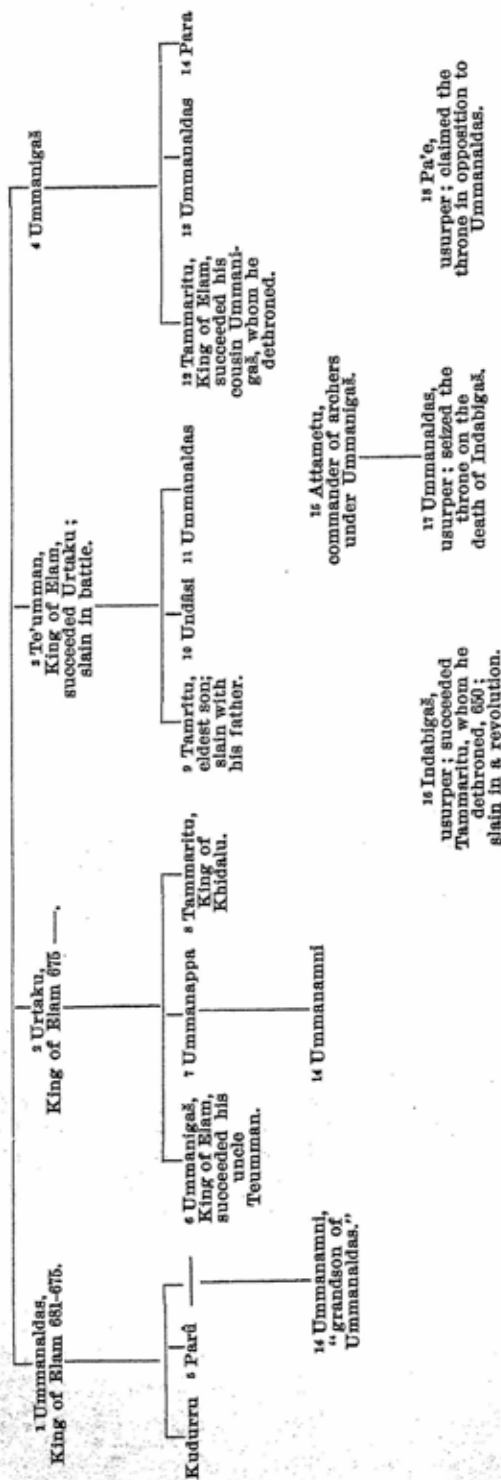 1 Ummanaldas,
King of Elam 681-675.
2 Urtaku,
King of Elam 675 —.
3 Te'umman,
King of Elam,
succeeded Urtaku;
slain in battle.
4 Ummanigaš
Kudurru
5 Parû
6 Ummanigaš,
King of Elam,
succeeded his
uncle
Teumman.
7 Ummanappa
8 Tammaritu,
King of
Khidalu.
9 Tamritu,
eldest son;
slain with
his father.
10 Undâsi
11 Ummanaldas
12 Tammaritu,
King of Elam,
succeeded his
cousin Ummani-
gaš, whom he
dethroned.
13 Ummanaldas
14 Para
14 Ummanamni,
"grandson of
Ummanaldas."
14 Ummanamni
15 Attametu,
commander of archers
under Ummanigaš.
16 Indabigaš,
usurper; succeeded
Tammaritu, whom he
dethroned, 650;
slain in a revolution.
17 Ummanaldas,
usurper; seized the
throne on the
death of Indabigaš.
18 Pa'e,
usurper; claimed the
throne in opposition to
Ummanaldas.